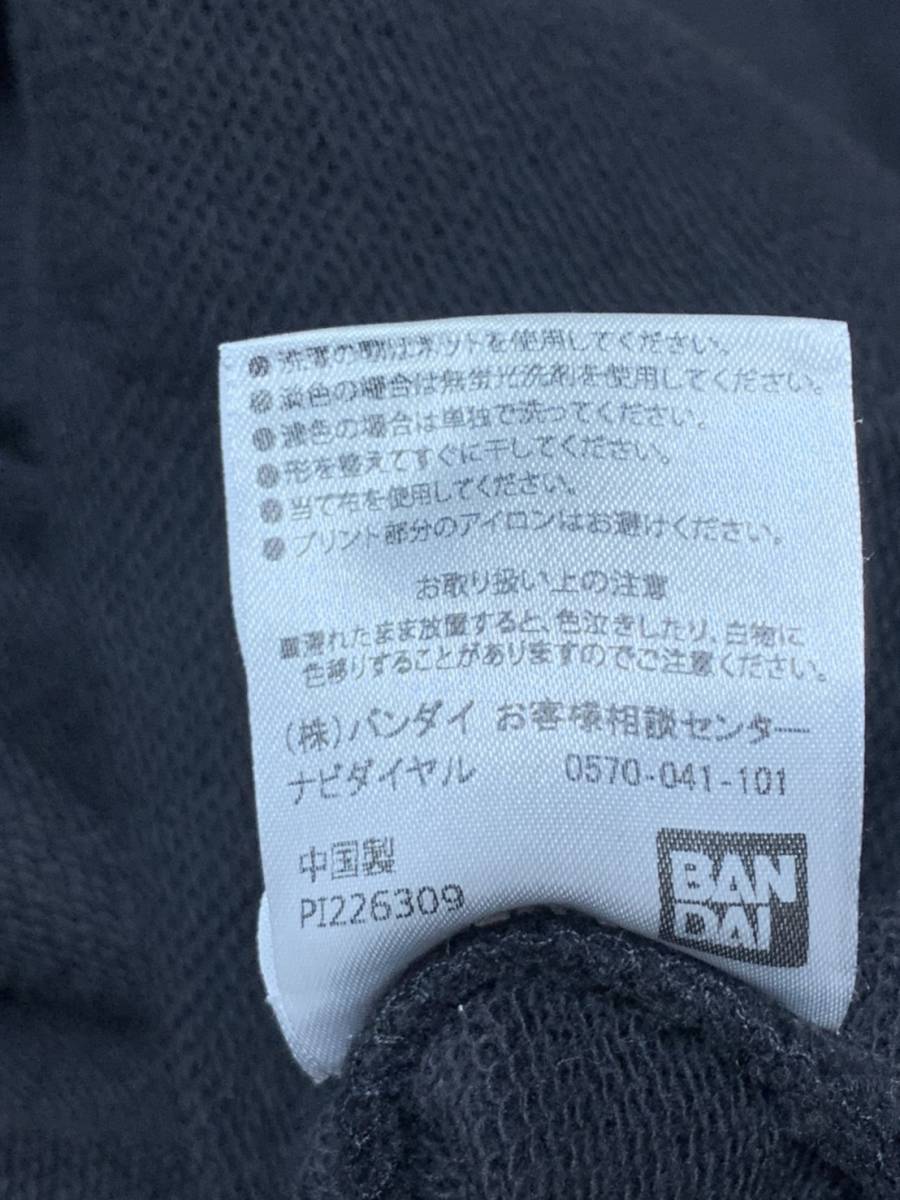 ●洗濯の際はネットを使用してください。
●淡色の場合は無蛍光洗剤を使用してください。
●濃色の場合は単独で洗ってください。
●形を整えてすぐに干してください。
●当て布を使用してください。
●プリント部分のアイロンはお避けください。
お取り扱い上の注意
■濡れたまま放置すると、色泣きしたり、白物に
色移りすることがありますのでご注意ください。
(株)バンダイ お客様相談センター
ナビダイヤル 0570-041-101
中国製
PI226309
BAN
DAI